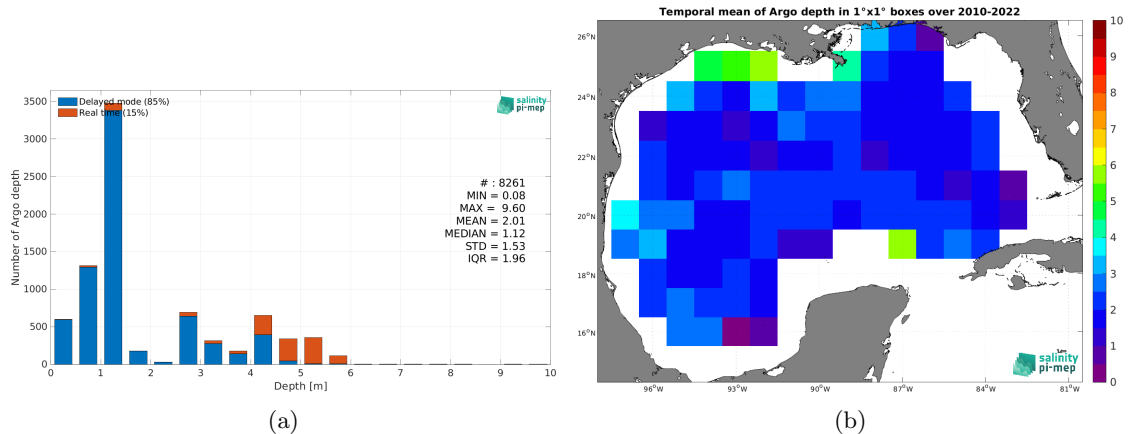 Delayed mode (85%)
Real time (15%)
salinity
pi-mep
Number of Argo depth
3500
3000
2500
2000
1500
1000
500
0
# : 8261
MIN = 0.08
MAX = 9.60
MEAN = 2.01
MEDIAN = 1.12
STD = 1.53
IQR = 1.96
0 1 2 3 4 5 6 7 8 9 10
Depth [m]
(a)
Temporal mean of Argo depth in 1°x1° boxes over 2010-2022
26°N
24°N
22°N
20°N
18°N
16°N
96°W 93°W 90°W 87°W 84°W 81°W
salinity
pi-mep
10
9
8
7
6
5
4
3
2
1
0
(b)